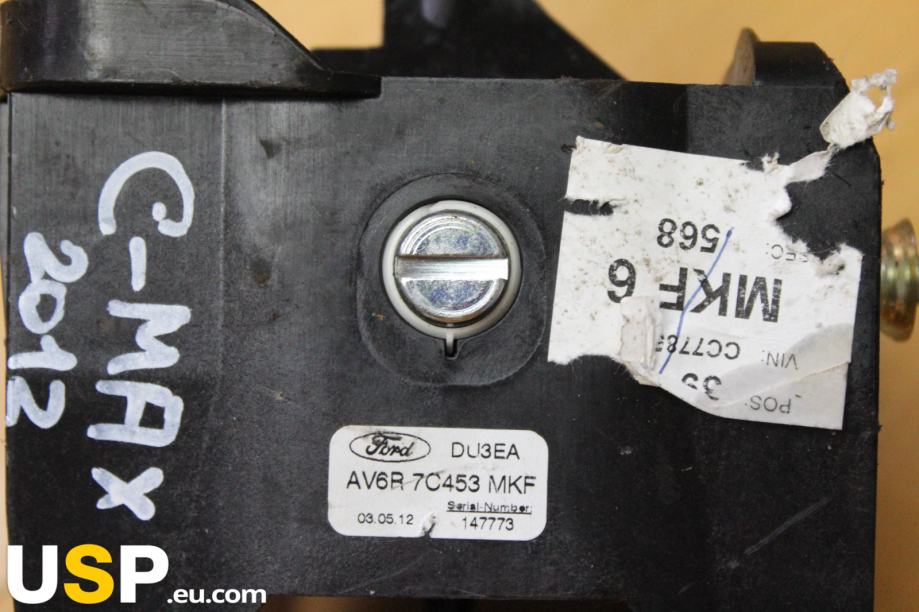 C-MAX
2012
SEC:
568
MKF 6
VIN: CC778
POS:
Ford DU3EA
AV6R 7C453 MKF
Serial-Number:
03.05.12 147773
USP.eu.com